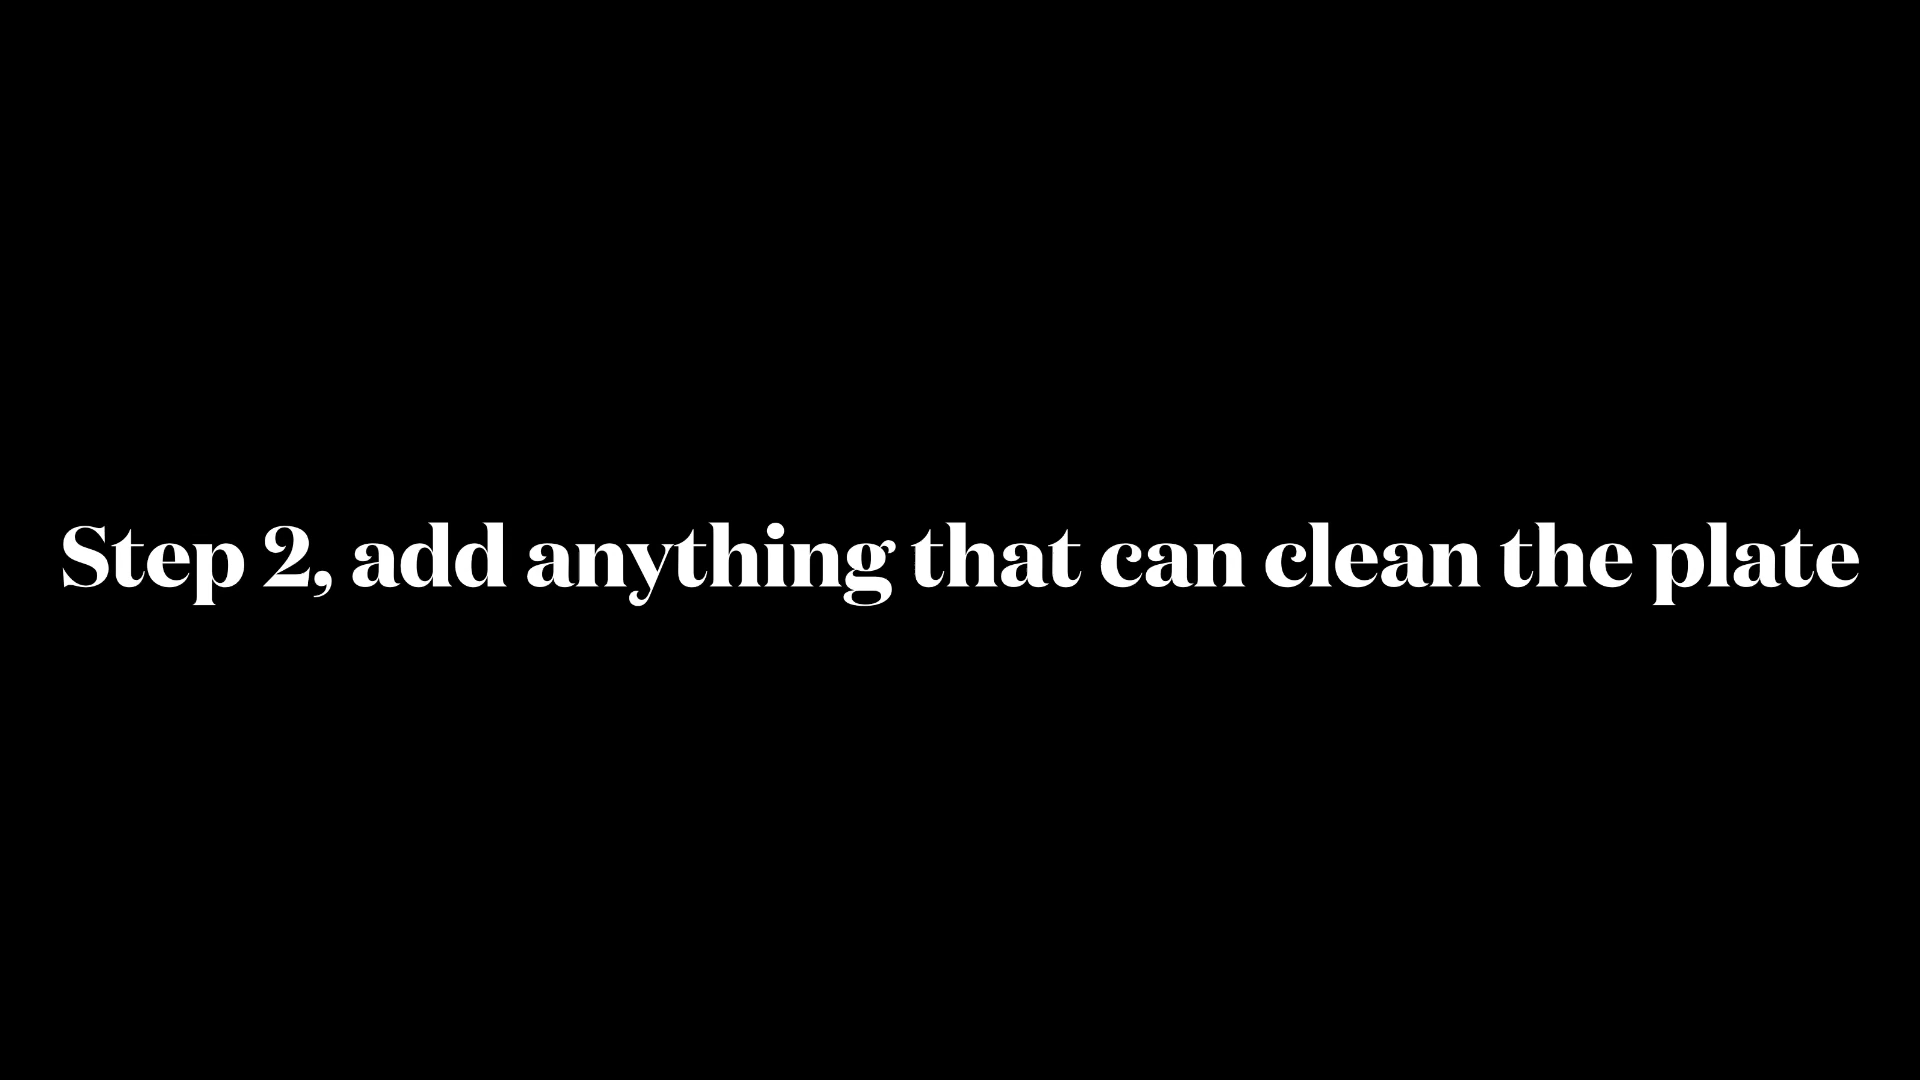 Step 2, add anything that can clean the plate